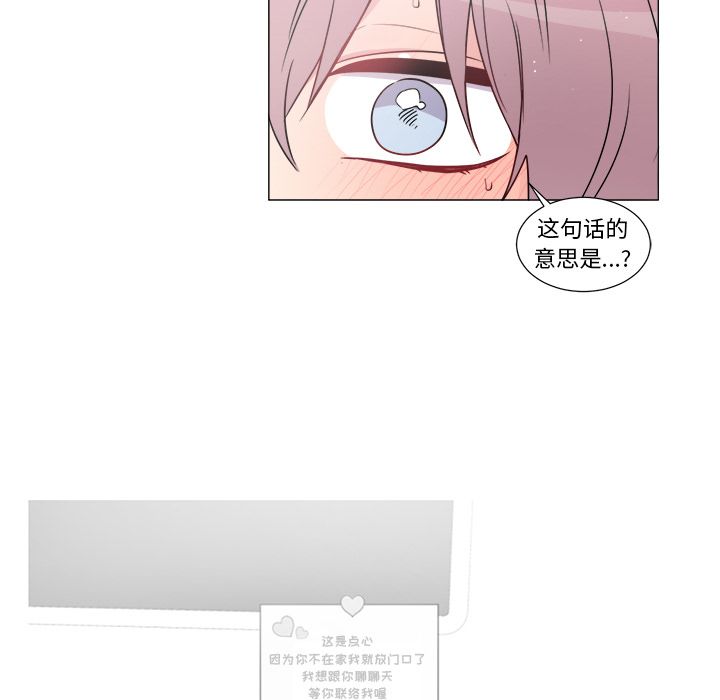 这句话的
意思是...?
这是点心
因为你不在家我就放门口了
我想跟你聊聊天
等你联络我喔